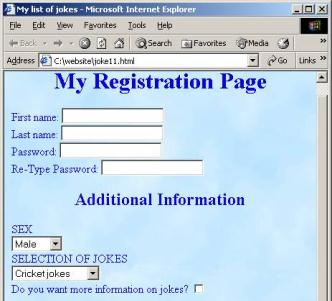 My list of jokes - Microsoft Internet Explorer
File Edit View Favorites Tools Help
Back Search Favorites Media
Address C:\website\joke11.html Go Links »
My Registration Page
First name:
Last name:
Password:
Re-Type Password:
Additional Information
SEX
Male
SELECTION OF JOKES
Cricket jokes
Do you want more information on jokes?